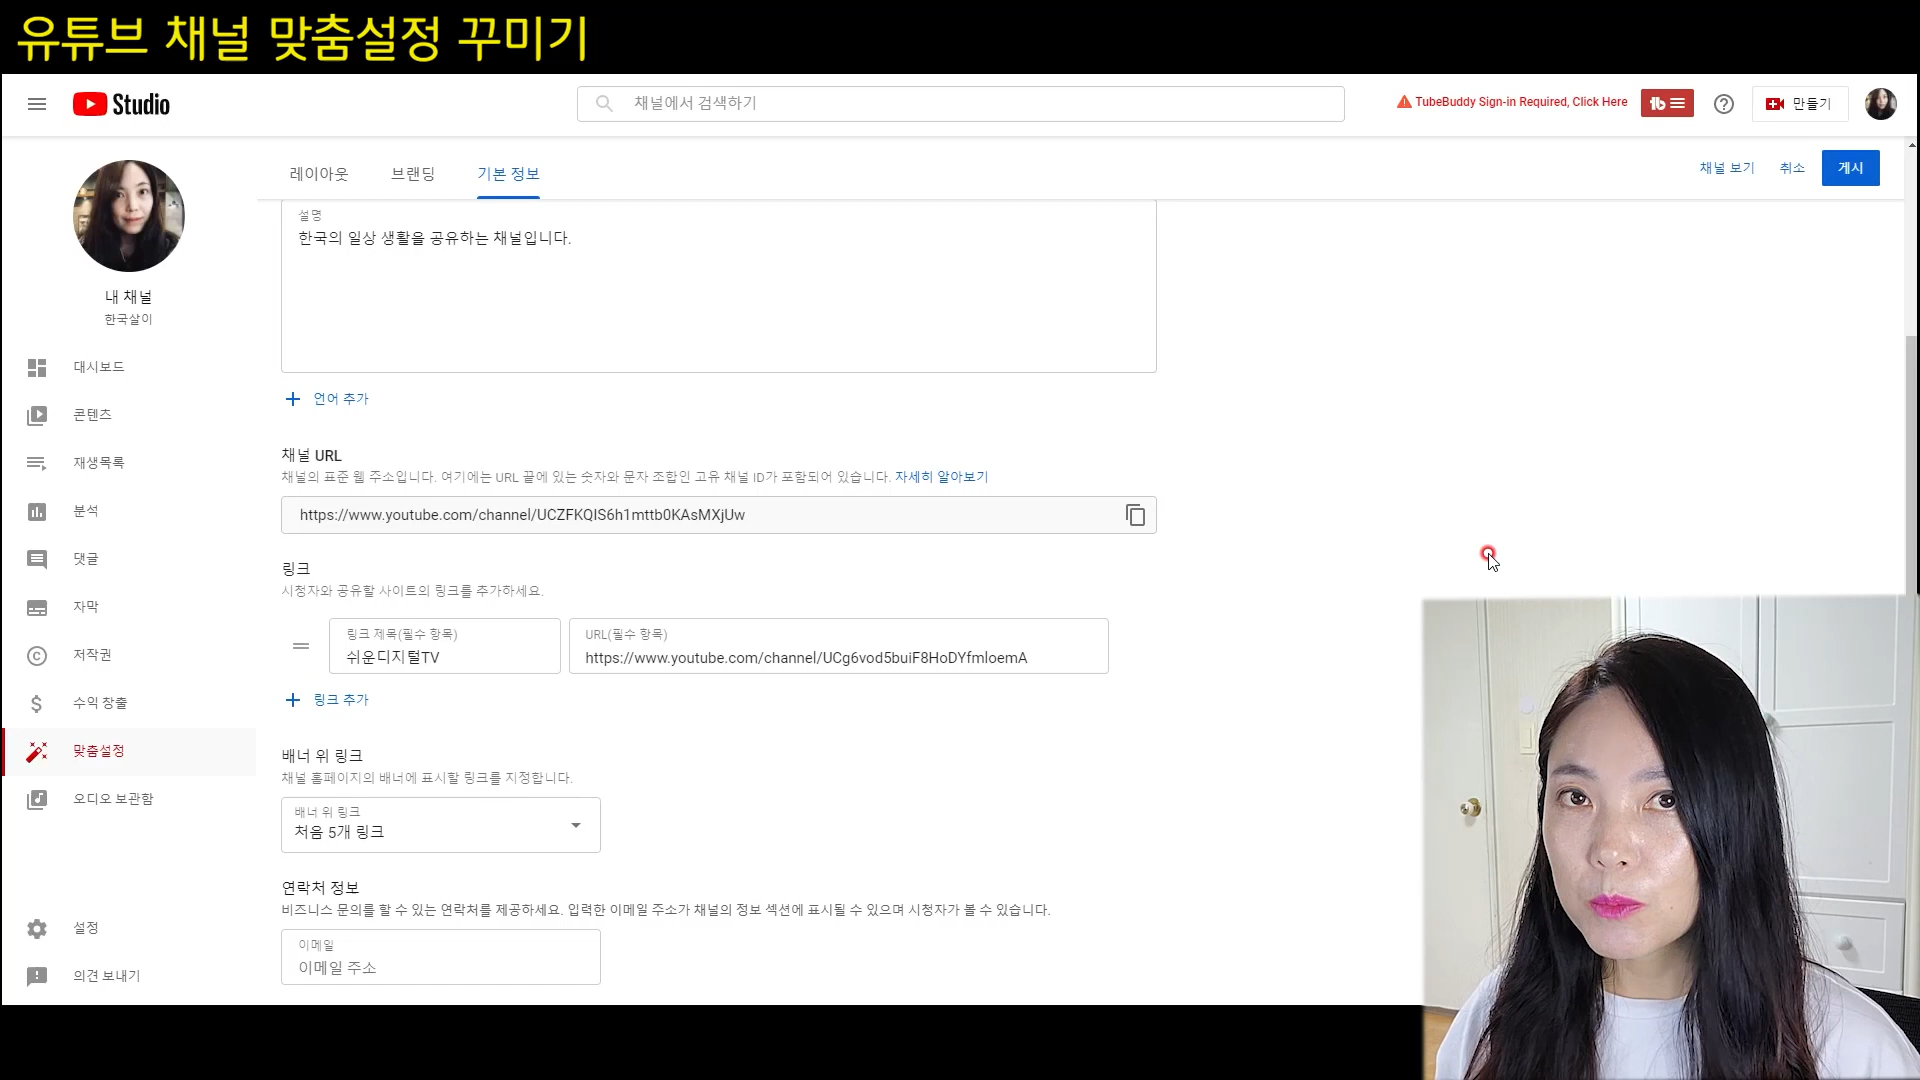 유튜브 채널 맞춤설정 꾸미기
Studio
채널에서 검색하기
TubeBuddy Sign-in Required, Click Here
tb
만들기
내 채널
한국살이
대시보드
콘텐츠
재생목록
분석
댓글
자막
저작권
수익 창출
맞춤설정
오디오 보관함
설정
의견 보내기
레이아웃
브랜딩
기본 정보
채널 보기
취소
게시
설명
한국의 일상 생활을 공유하는 채널입니다.
언어 추가
채널 URL
채널의 표준 웹 주소입니다. 여기에는 URL 끝에 있는 숫자와 문자 조합인 고유 채널 ID가 포함되어 있습니다. 자세히 알아보기
https://www.youtube.com/channel/UCZFKQIS6h1mttb0KAsMXjUw
링크
시청자와 공유할 사이트의 링크를 추가하세요.
링크 제목(필수 항목)
쉬운디지털TV
URL(필수 항목)
https://www.youtube.com/channel/UCg6vod5buiF8HoDYfmloemA
링크 추가
배너 위 링크
채널 홈페이지의 배너에 표시할 링크를 지정합니다.
배너 위 링크
처음 5개 링크
연락처 정보
비즈니스 문의를 할 수 있는 연락처를 제공하세요. 입력한 이메일 주소가 채널의 정보 섹션에 표시될 수 있으며 시청자가 볼 수 있습니다.
이메일
이메일 주소